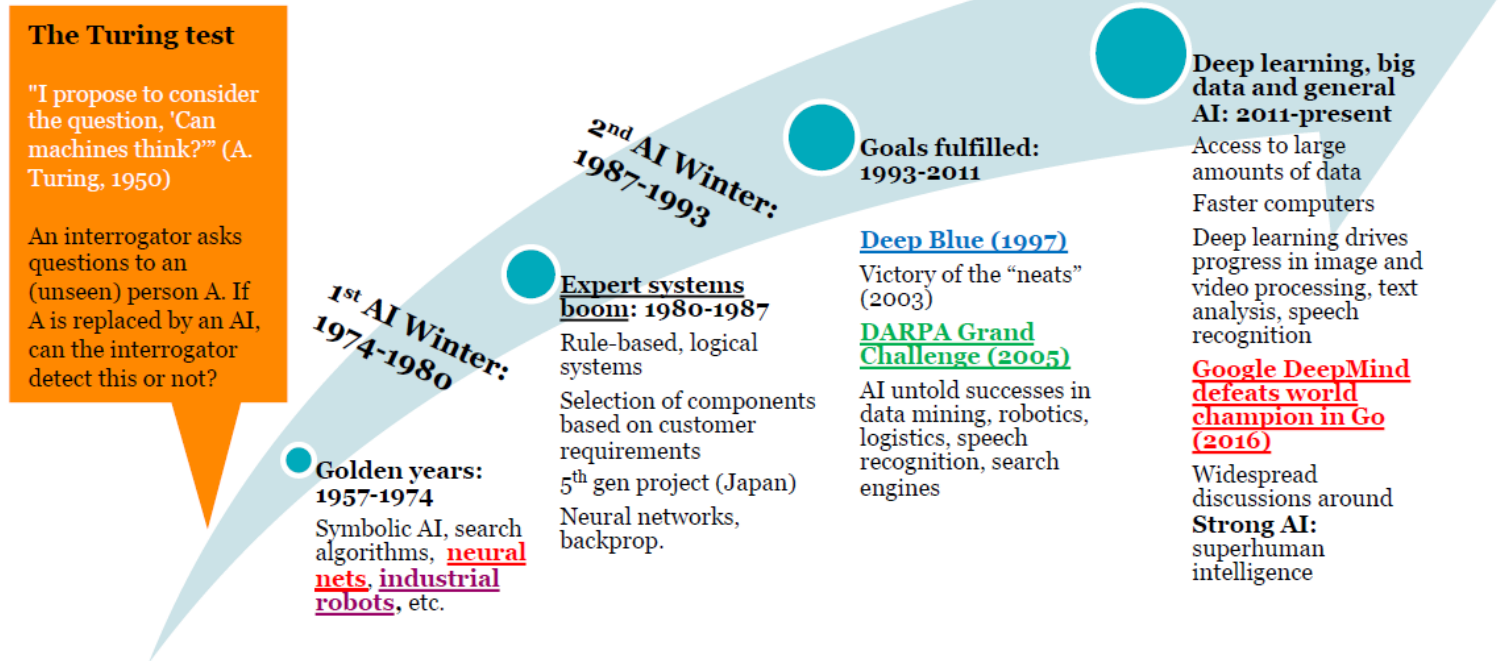 The Turing test
"I propose to consider
the question, 'Can
machines think?'" (A.
Turing, 1950)
An interrogator asks
questions to an
(unseen) person A. If
A is replaced by an AI,
can the interrogator
detect this or not?
Golden years:
1957-1974
Symbolic AI, search
algorithms, neural
nets, industrial
robots, etc.
1st AI Winter:
1974-1980
Expert systems
boom: 1980-1987
Rule-based, logical
systems
Selection of components
based on customer
requirements
5th gen project (Japan)
Neural networks,
backprop.
2nd AI Winter:
1987-1993
Goals fulfilled:
1993-2011
Deep Blue (1997)
Victory of the “neats”
(2003)
DARPA Grand
Challenge (2005)
AI untold successes in
data mining, robotics,
logistics, speech
recognition, search
engines
Deep learning, big
data and general
AI: 2011-present
Access to large
amounts of data
Faster computers
Deep learning drives
progress in image and
video processing, text
analysis, speech
recognition
Google DeepMind
defeats world
champion in Go
(2016)
Widespread
discussions around
Strong AI:
superhuman
intelligence